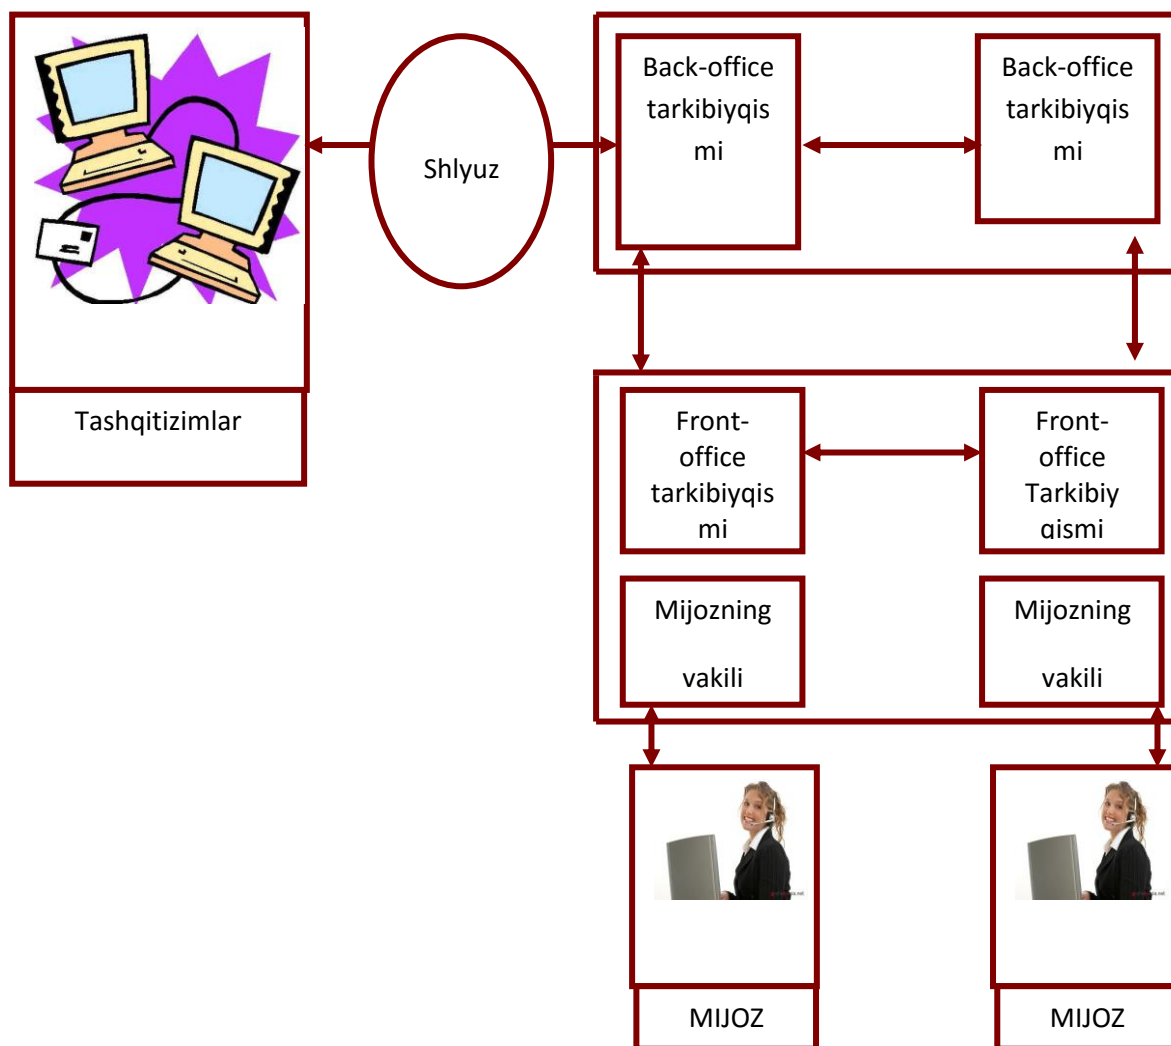 Back-office
tarkibiyqis
mi
Back-office
tarkibiyqis
mi
Shlyuz
Tashqitizimlar
Front-
office
tarkibiyqis
mi
Front-
office
Tarkibiy
qismi
Mijozning
vakili
Mijozning
vakili
MIJOZ
MIJOZ